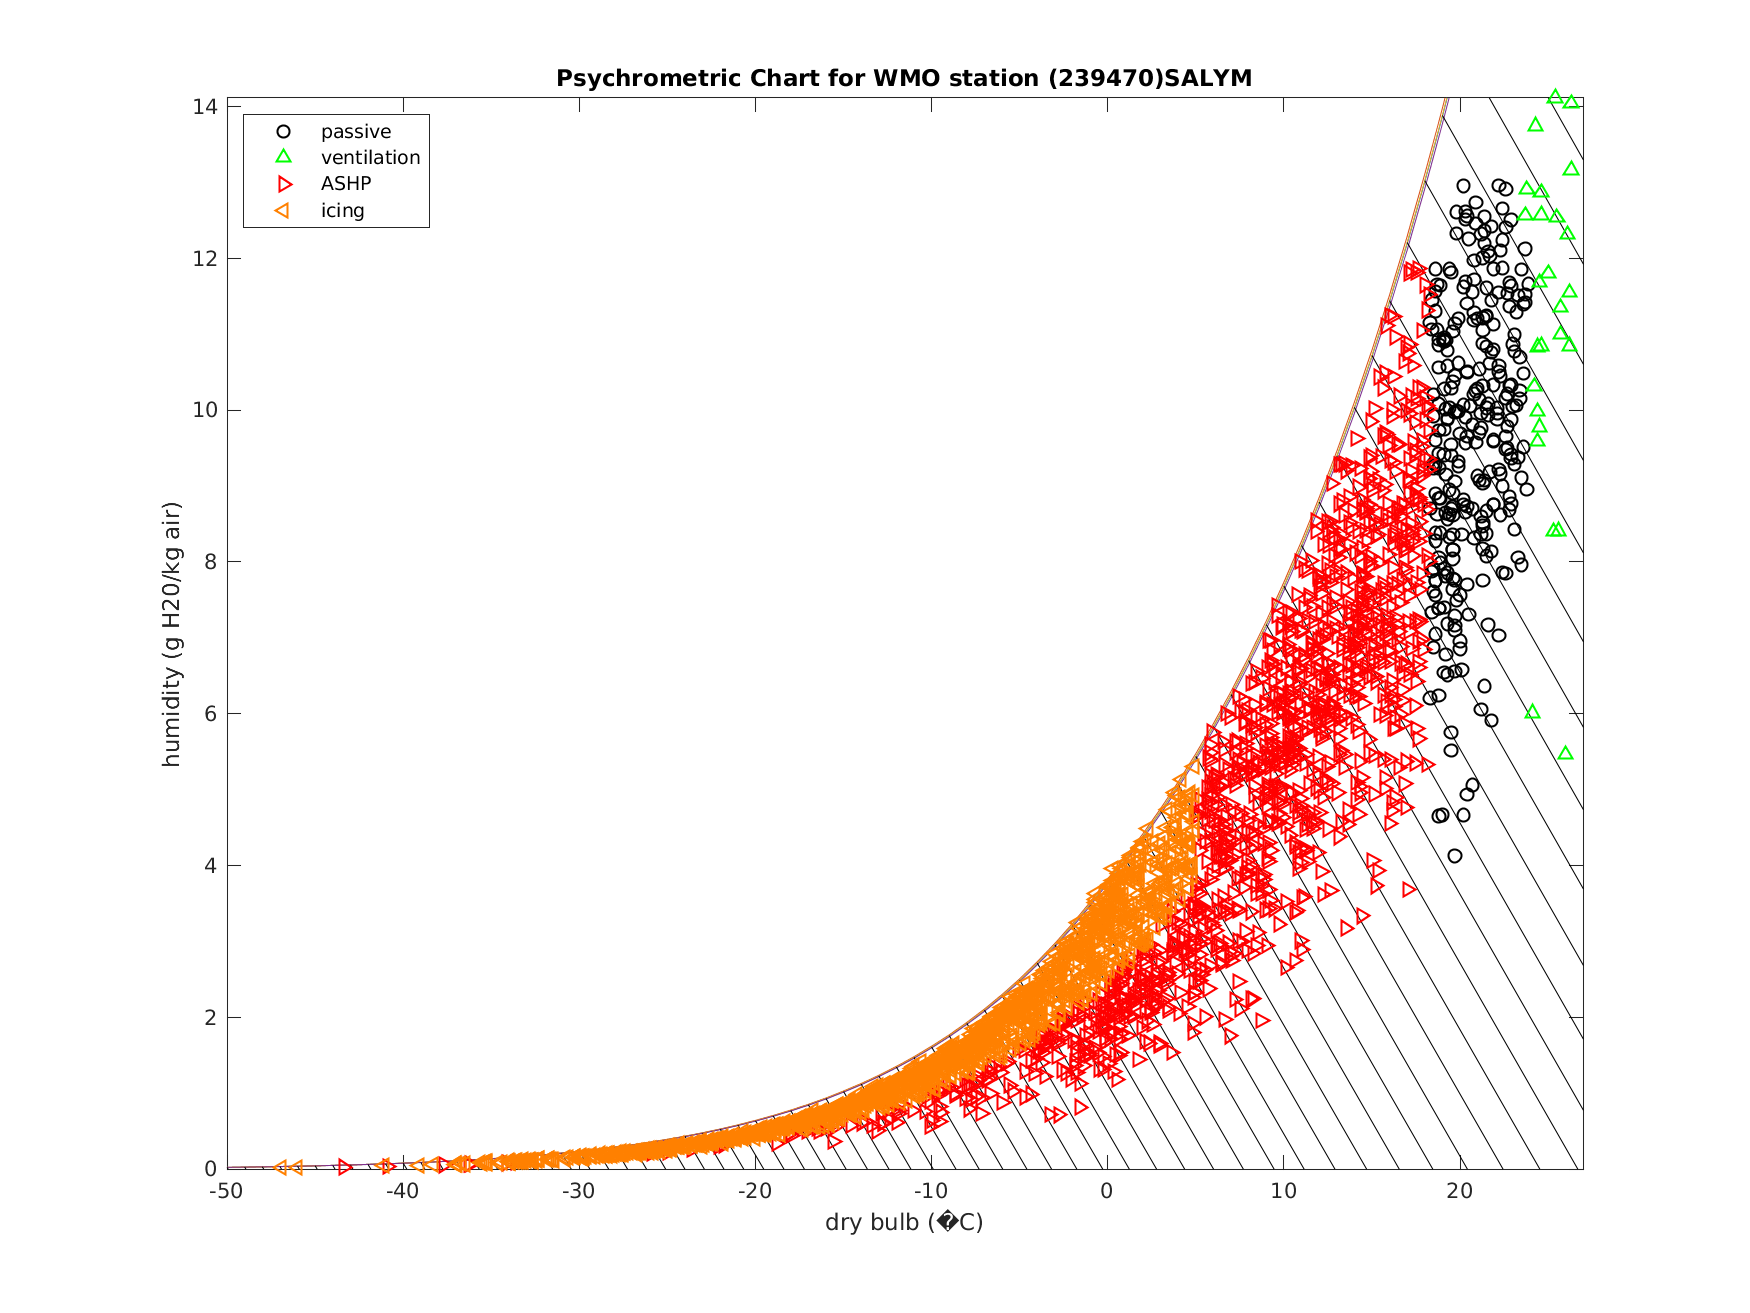 Psychrometric Chart for WMO station (239470)SALYM
passive
ventilation
ASHP
icing
humidity (g H20/kg air)
14
12
10
8
6
4
2
0
-50 -40 -30 -20 -10 0 10 20
dry bulb (�C)